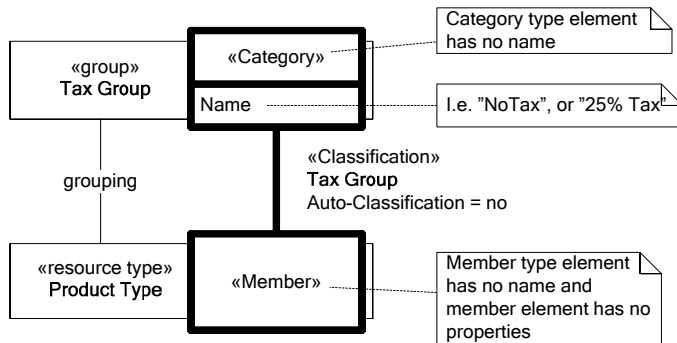 Category type element
has no name
«group»
Tax Group
«Category»
Name
I.e. ”NoTax”, or ”25% Tax”
«Classification»
Tax Group
Auto-Classification = no
grouping
«resource type»
Product Type
«Member»
Member type element
has no name and
member element has no
properties